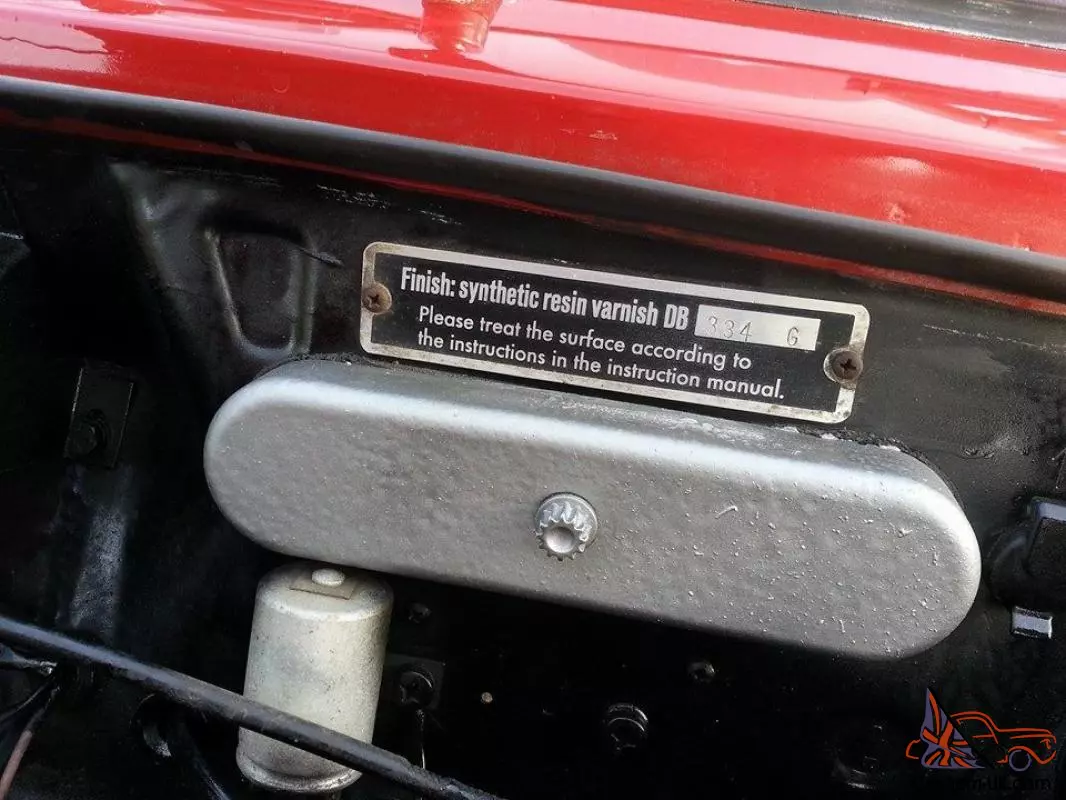 Finish: synthetic resin varnish DB 334 G
Please treat the surface according to
the instructions in the instruction manual.